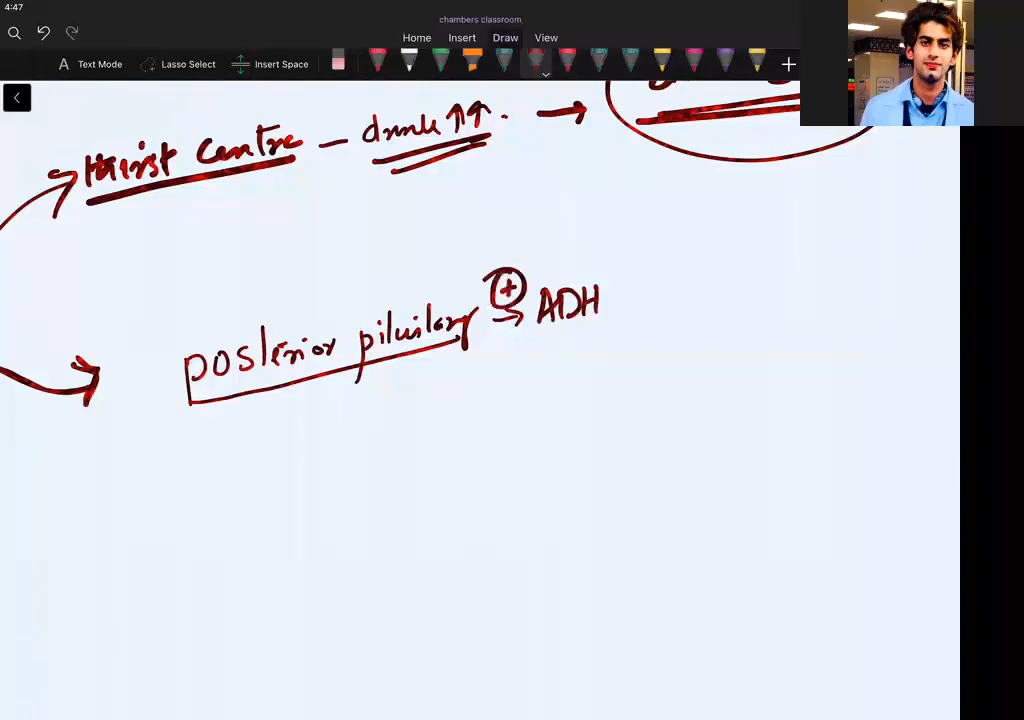 4:47
chambers classroom
Home Insert Draw View
Text Mode Lasso Select Insert Space
thirst Centre – drink ↑↑. →
posterior pituitary ⊕→ ADH